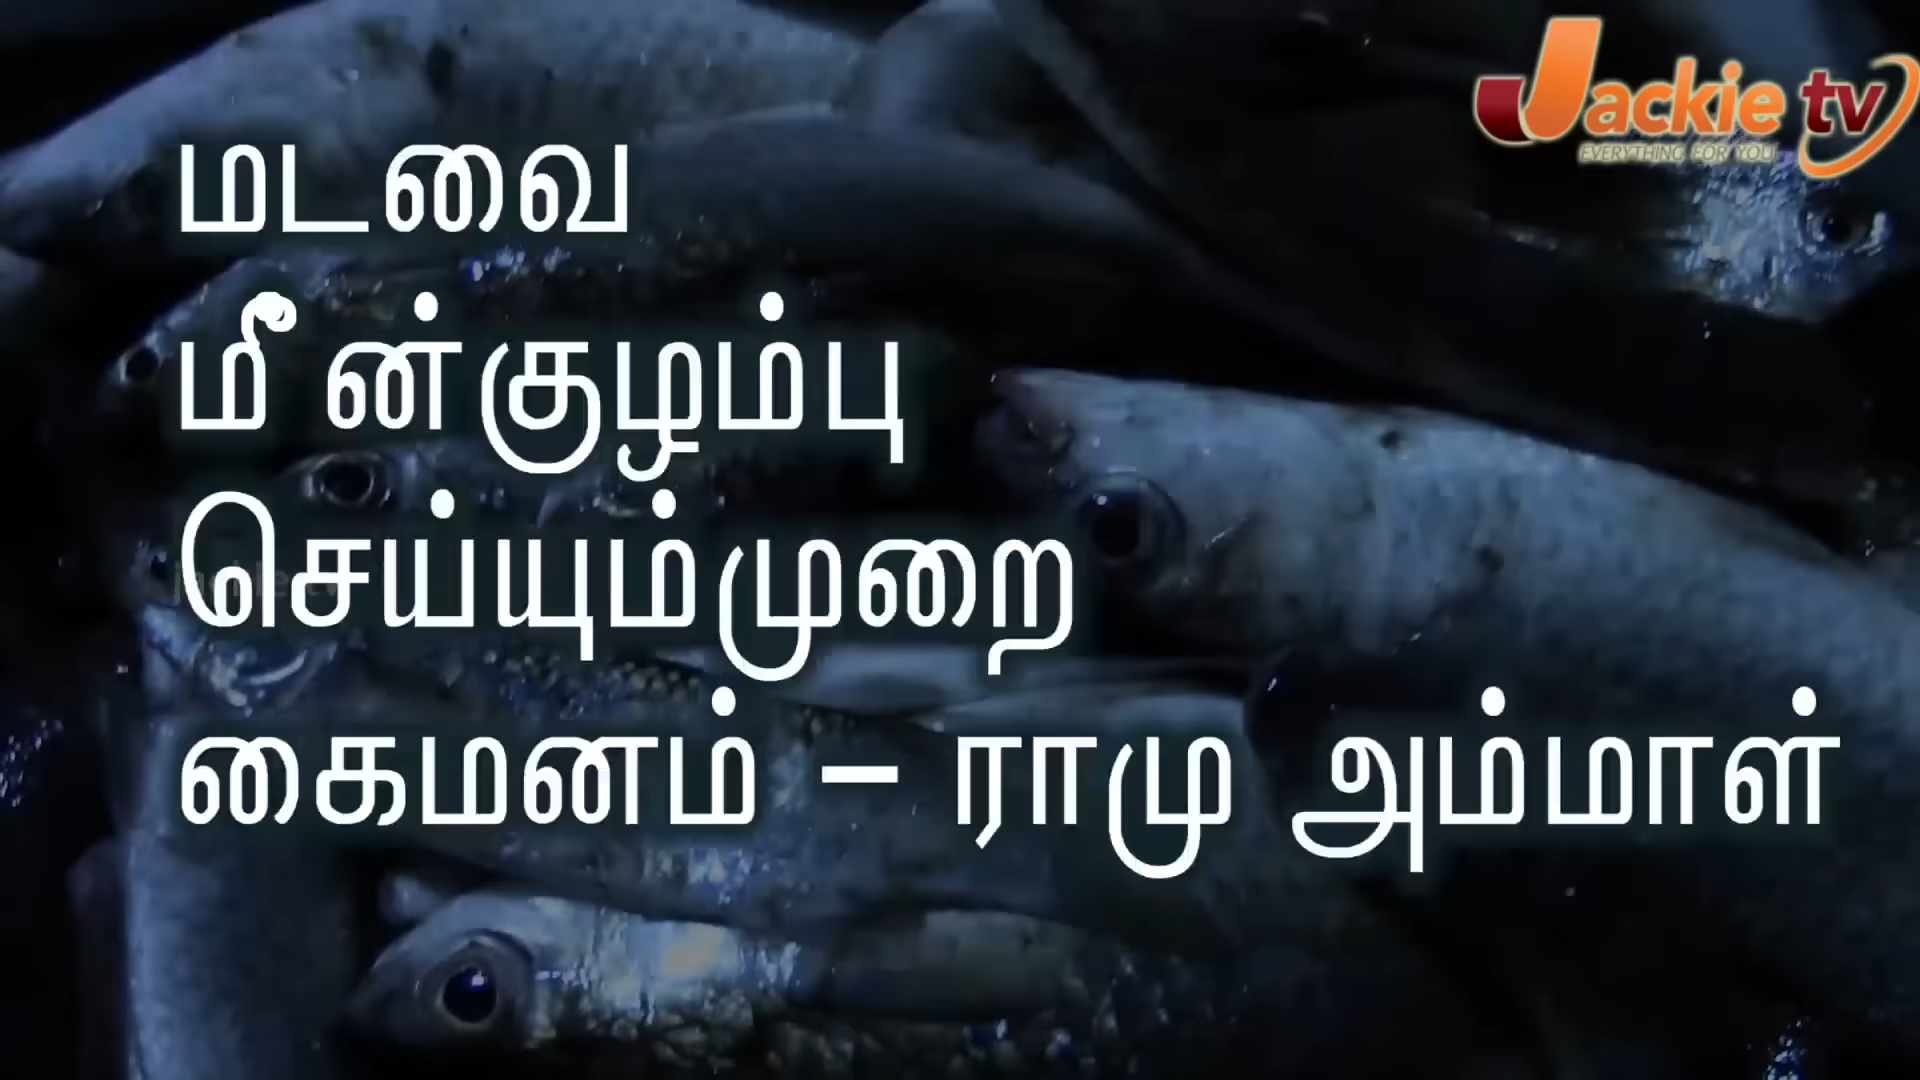 Jackie tv
EVERYTHING FOR YOU
மடவை
மீன்குழம்பு
செய்யும்முறை
கைமனம் – ராமு அம்மாள்